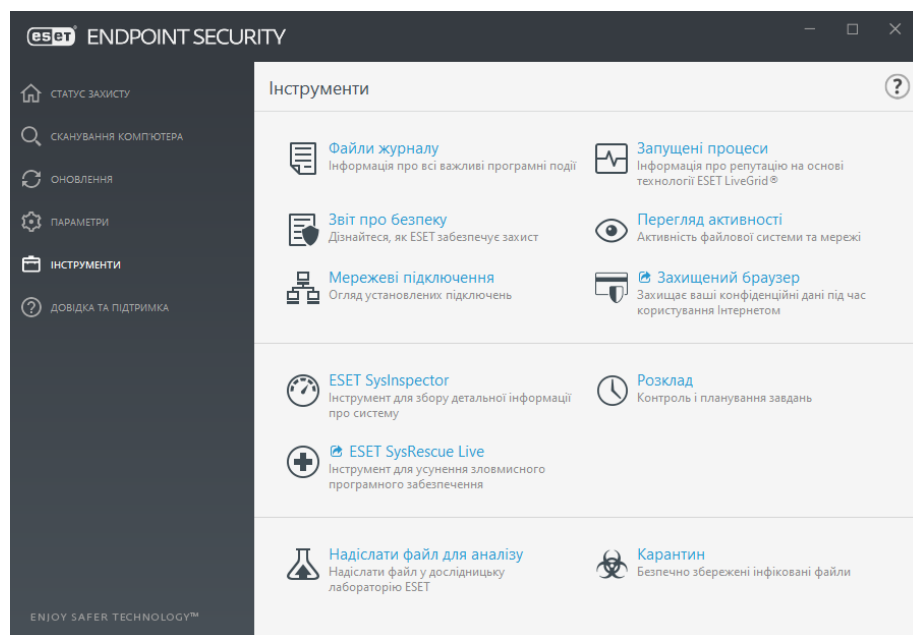 eset ENDPOINT SECURITY
СТАТУС ЗАХИСТУ
СКАНУВАННЯ КОМП'ЮТЕРА
ОНОВЛЕННЯ
ПАРАМЕТРИ
ІНСТРУМЕНТИ
ДОВІДКА ТА ПІДТРИМКА
ENJOY SAFER TECHNOLOGY™
Інструменти
?
Файли журналу
Інформація про всі важливі програмні події
Запущені процеси
Інформація про репутацію на основі
технології ESET LiveGrid®
Звіт про безпеку
Дізнайтеся, як ESET забезпечує захист
Перегляд активності
Активність файлової системи та мережі
Мережеві підключення
Огляд установлених підключень
Захищений браузер
Захищає ваші конфіденційні дані під час
користування Інтернетом
ESET SysInspector
Інструмент для збору детальної інформації
про систему
Розклад
Контроль і планування завдань
ESET SysRescue Live
Інструмент для усунення зловмисного
програмного забезпечення
Надіслати файл для аналізу
Надіслати файл у дослідницьку
лабораторію ESET
Карантин
Безпечно збережені інфіковані файли